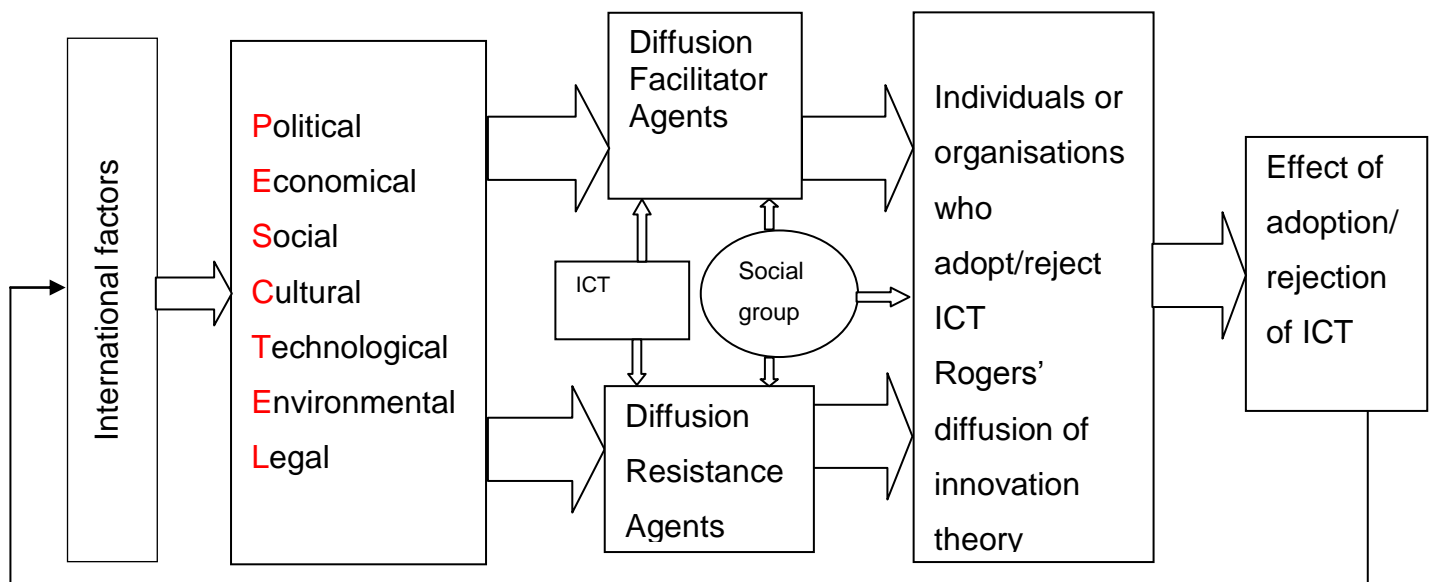 International factors
Political
Economical
Social
Cultural
Technological
Environmental
Legal
Diffusion
Facilitator
Agents
ICT
Social
group
Diffusion
Resistance
Agents
Individuals or
organisations
who
adopt/reject
ICT
Rogers’
diffusion of
innovation
theory
Effect of
adoption/
rejection
of ICT